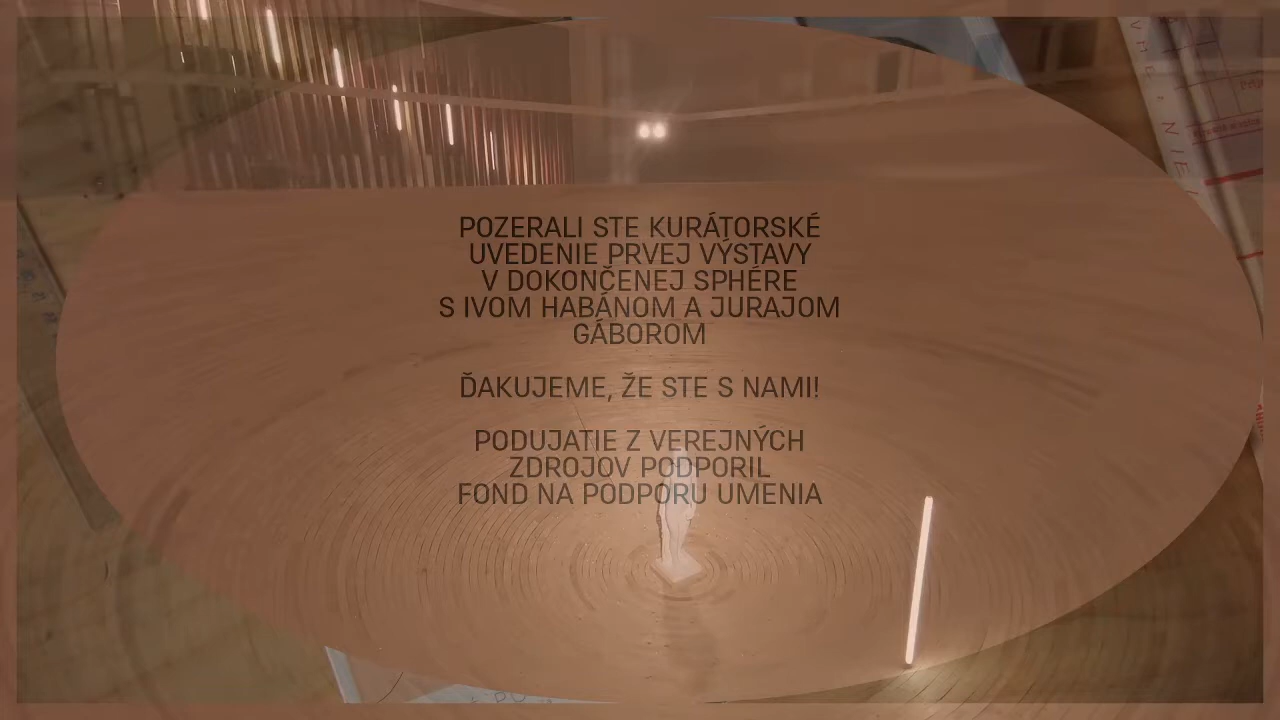 POZERALI STE KURÁTORSKÉ
UVEDENIE PRVEJ VÝSTAVY
V DOKONČENEJ SPHÉRE
S IVOM HABÁNOM A JURAJOM
GÁBOROM
ĎAKUJEME, ŽE STE S NAMI!
PODUJATIE Z VEREJNÝCH
ZDROJOV PODPORIL
FOND NA PODPORU UMENIA